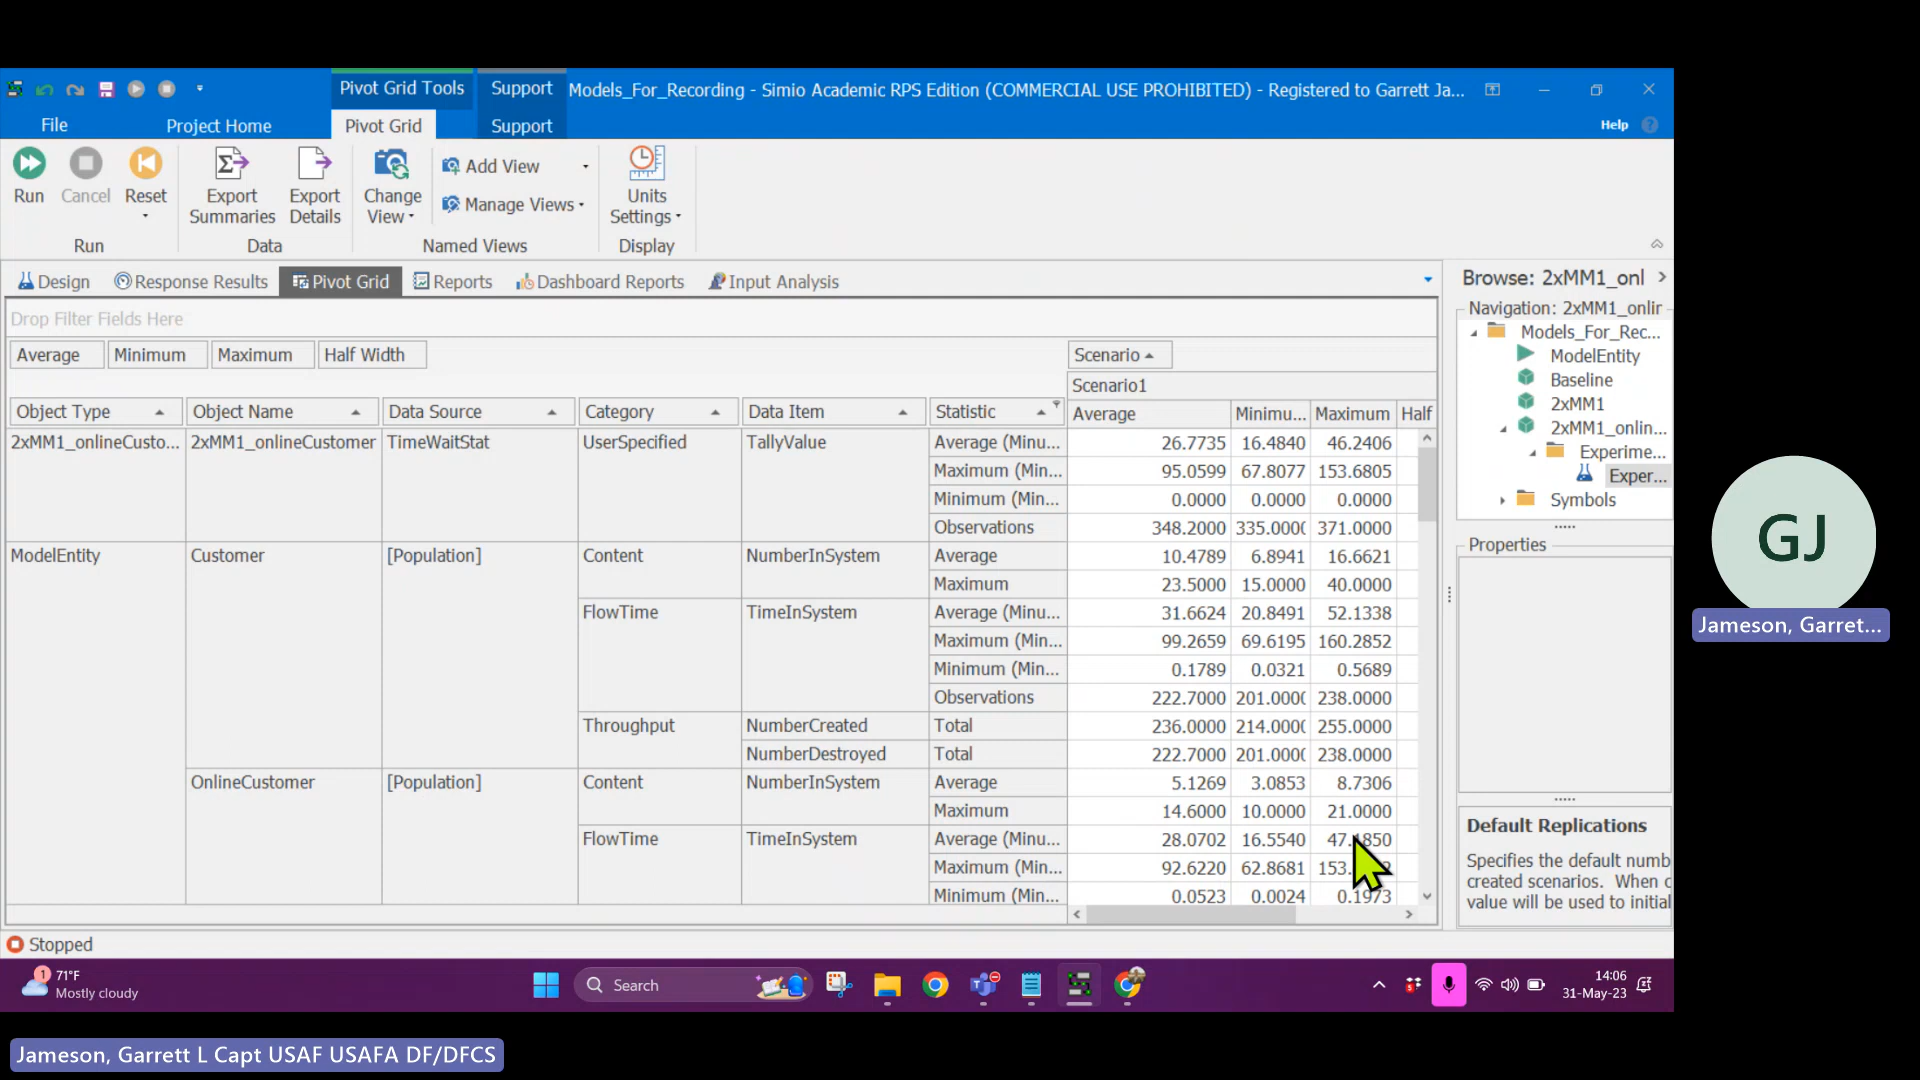 Pivot Grid Tools Support Models_For_Recording - Simio Academic RPS Edition (COMMERCIAL USE PROHIBITED) - Registered to Garrett Ja...
File Project Home Pivot Grid Support Help
Run Cancel Reset
Export Summaries
Export Details
Change View
Add View
Manage Views
Units Settings
Run Data Named Views Display
Design Response Results Pivot Grid Reports Dashboard Reports Input Analysis
Drop Filter Fields Here
Average Minimum Maximum Half Width Scenario
Scenario1
Object Type Object Name Data Source Category Data Item Statistic Average Minimu... Maximum Half
2xMM1_onlineCusto... 2xMM1_onlineCustomer TimeWaitStat UserSpecified TallyValue Average (Minu... 26.7735 16.4840 46.2406
Maximum (Min... 95.0599 67.8077 153.6805
Minimum (Min... 0.0000 0.0000 0.0000
Observations 348.2000 335.000( 371.0000
ModelEntity Customer [Population] Content NumberInSystem Average 10.4789 6.8941 16.6621
Maximum 23.5000 15.0000 40.0000
FlowTime TimeInSystem Average (Minu... 31.6624 20.8491 52.1338
Maximum (Min... 99.2659 69.6195 160.2852
Minimum (Min... 0.1789 0.0321 0.5689
Observations 222.7000 201.000( 238.0000
Throughput NumberCreated Total 236.0000 214.000( 255.0000
NumberDestroyed Total 222.7000 201.000( 238.0000
OnlineCustomer [Population] Content NumberInSystem Average 5.1269 3.0853 8.7306
Maximum 14.6000 10.0000 21.0000
FlowTime TimeInSystem Average (Minu... 28.0702 16.5540
Maximum (Min... 92.6220 62.8681
Minimum (Min... 0.0523 0.0024 0.1973
Browse: 2xMM1_onl
Navigation: 2xMM1_onlir
Models_For_Rec...
ModelEntity
Baseline
2xMM1
2xMM1_onlin...
Experime...
Exper...
Symbols
Properties
Default Replications
Specifies the default numb
created scenarios. When c
value will be used to initial
Stopped
1 71°F
Mostly cloudy
Search
14:06
31-May-23
GJ
Jameson, Garret...
Jameson, Garrett L Capt USAF USAFA DF/DFCS